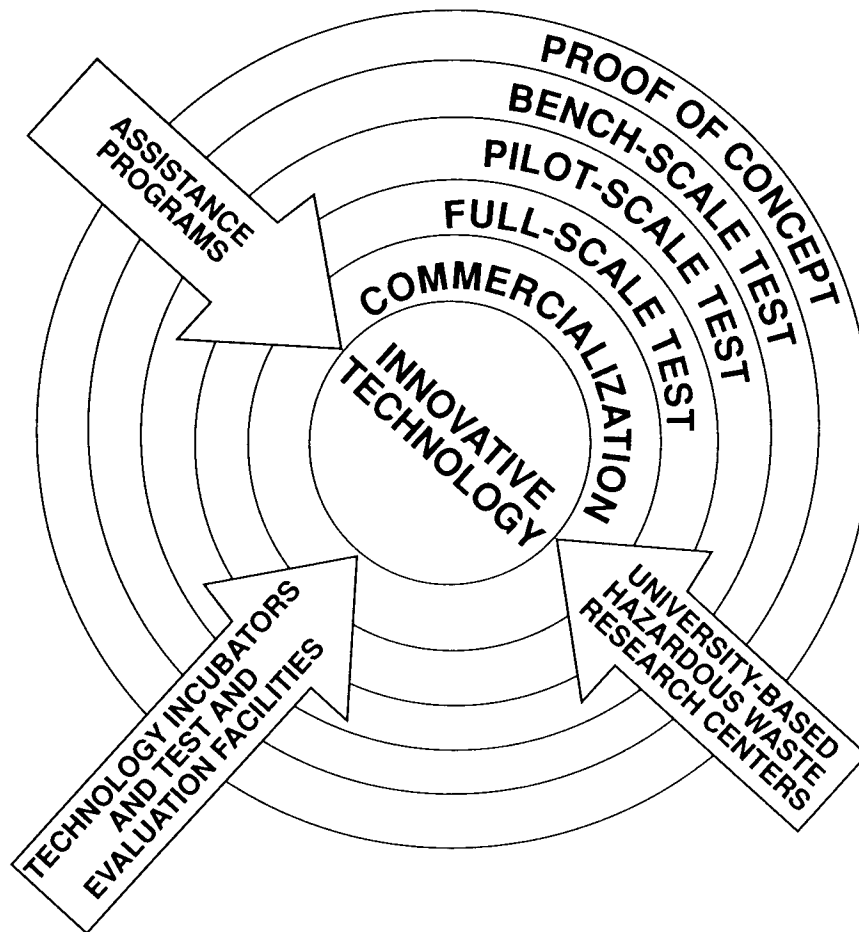 PROOF OF CONCEPT
BENCH-SCALE TEST
PILOT-SCALE TEST
FULL-SCALE TEST
COMMERCIALIZATION
INNOVATIVE
TECHNOLOGY
ASSISTANCE
PROGRAMS
TECHNOLOGY INCUBATORS
AND TEST AND
EVALUATION FACILITIES
UNIVERSITY-BASED
HAZARDOUS WASTE
RESEARCH CENTERS